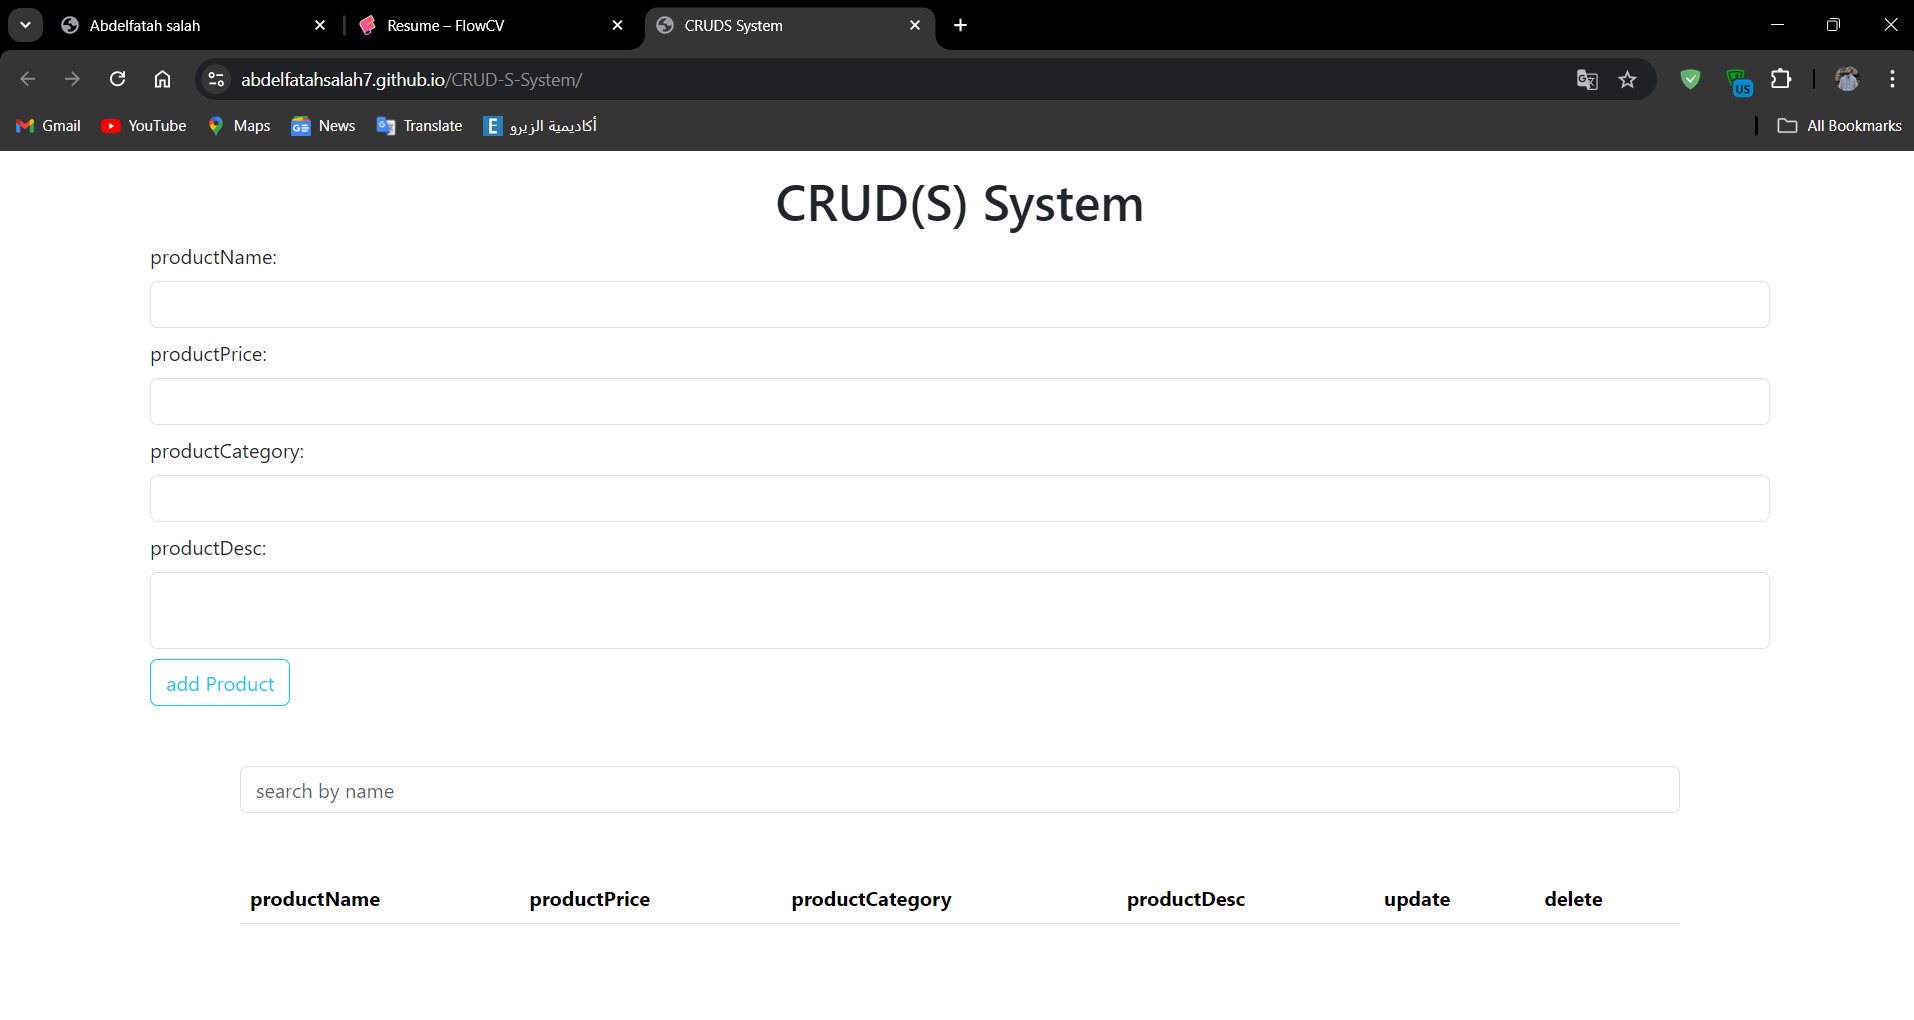 Abdelfatah salah
Resume – FlowCV
CRUDS System
abdelfatahsalah7.github.io/CRUD-S-System/
US
Gmail
YouTube
Maps
News
Translate
E أكاديمية الزيرو
All Bookmarks
CRUD(S) System
productName:
productPrice:
productCategory:
productDesc:
add Product
search by name
productName productPrice productCategory productDesc update delete